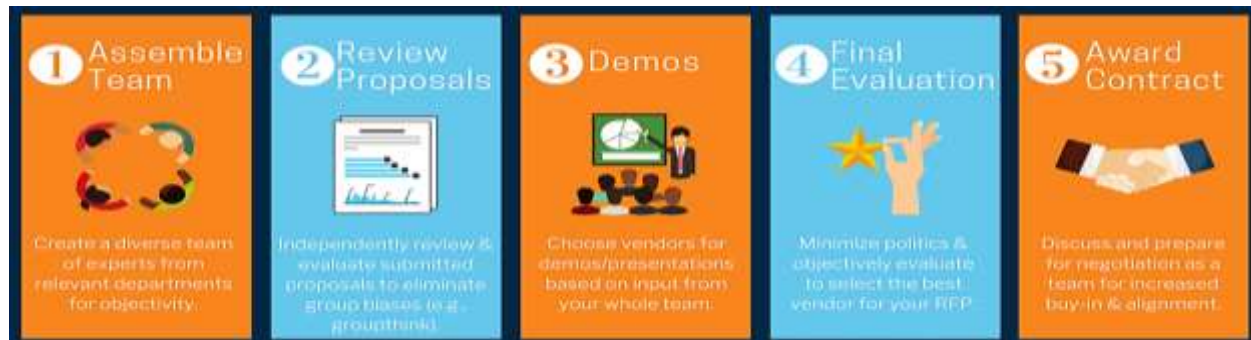 1 Assemble
Team
Create a diverse team
of experts from
relevant departments
for objectivity.
2 Review
Proposals
Independently review &
evaluate submitted
proposals to eliminate
group biases (e.g.,
groupthink).
3 Demos
Choose vendors for
demos/presentations
based on input from
your whole team.
4 Final
Evaluation
Minimize politics &
objectively evaluate
to select the best
vendor for your RFP.
5 Award
Contract
Discuss and prepare
for negotiation as a
team for increased
buy-in & alignment.